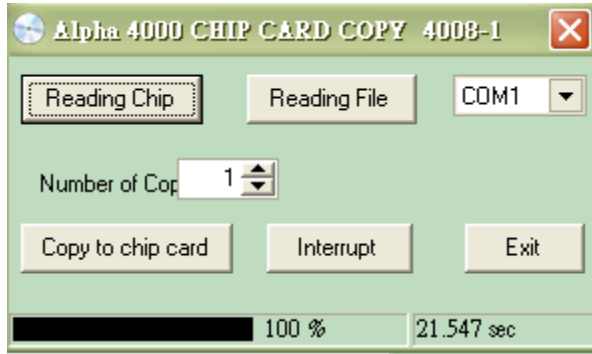 Alpha 4000 CHIP CARD COPY 4008-1
Reading Chip Reading File COM1
Number of Cop 1
Copy to chip card Interrupt Exit
100 % 21.547 sec